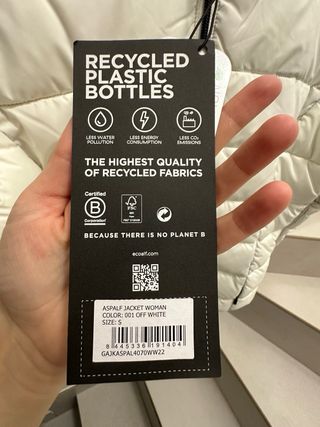 RECYCLED
PLASTIC
BOTTLES
LESS WATER
POLLUTION
LESS ENERGY
CONSUMPTION
LESS CO₂
EMISSIONS
THE HIGHEST QUALITY
OF RECYCLED FABRICS
Certified
B
Corporation
FSC
BECAUSE THERE IS NO PLANET B
ecoalf.com
ASPALF JACKET WOMAN
COLOR: 001 OFF WHITE
SIZE: S
8 445336 191404
GAJKASPAL4070WW22